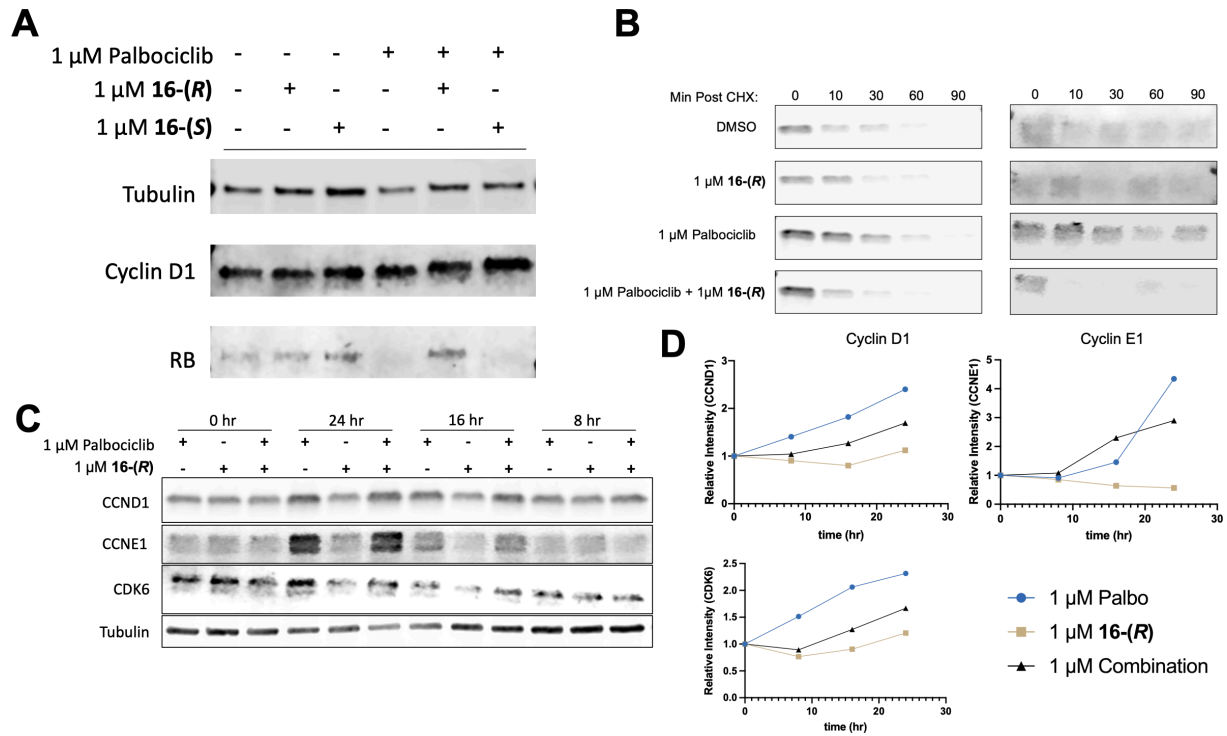 A
1 µM Palbociclib - - - + + +
1 µM 16-(R) - + - - + -
1 µM 16-(S) - - + - - +
Tubulin
Cyclin D1
RB
B
Min Post CHX: 0 10 30 60 90 0 10 30 60 90
DMSO
1 µM 16-(R)
1 µM Palbociclib
1 µM Palbociclib + 1µM 16-(R)
C
0 hr 24 hr 16 hr 8 hr
1 µM Palbociclib + - + + - + + - + + - +
1 µM 16-(R) - + + - + + - + + - + +
CCND1
CCNE1
CDK6
Tubulin
D
Cyclin D1
Relative Intensity (CCND1)
3
2
1
0
0 10 20 30
time (hr)
Cyclin E1
Relative Intensity (CCNE1)
5
4
3
2
1
0
0 10 20 30
time (hr)
Relative Intensity (CDK6)
2.5
2.0
1.5
1.0
0.5
0.0
0 10 20 30
time (hr)
1 µM Palbo
1 µM 16-(R)
1 µM Combination